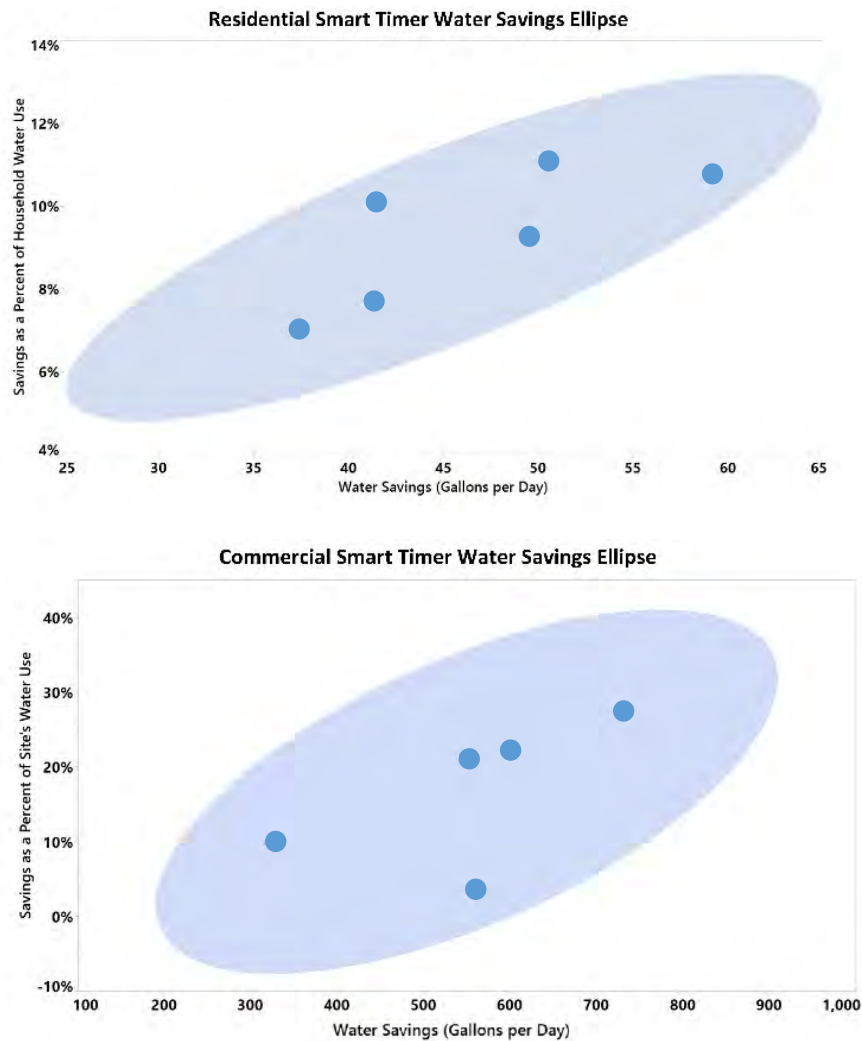 Residential Smart Timer Water Savings Ellipse
14%
12%
10%
8%
6%
4%
Savings as a Percent of Household Water Use
25 30 35 40 45 50 55 60 65
Water Savings (Gallons per Day)
Commercial Smart Timer Water Savings Ellipse
40%
30%
20%
10%
0%
-10%
Savings as a Percent of Site's Water Use
100 200 300 400 500 600 700 800 900 1,000
Water Savings (Gallons per Day)